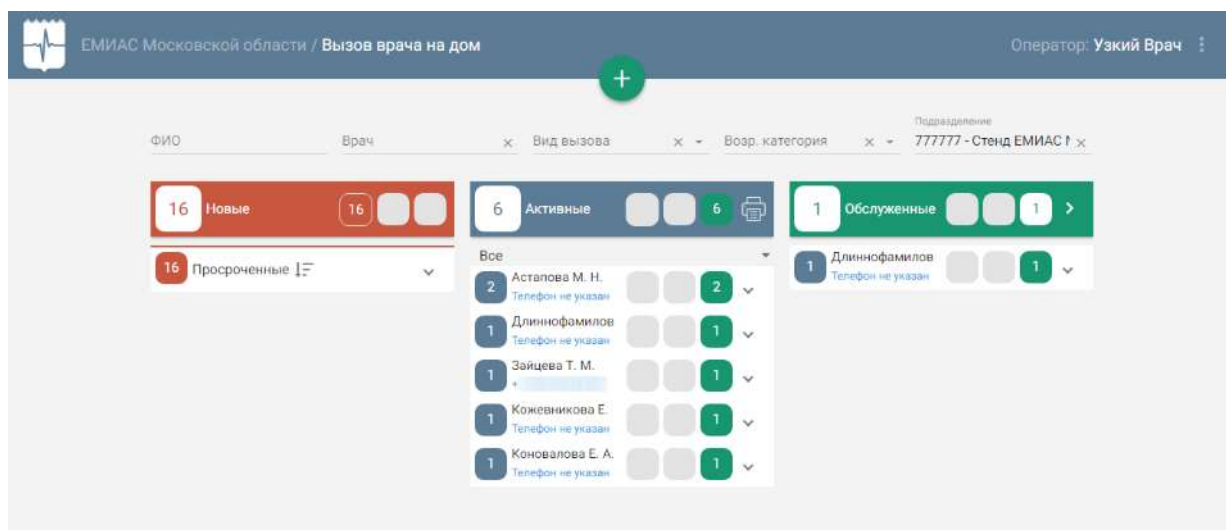 ЕМИАС Московской области / Вызов врача на дом
Оператор: Узкий Врач
+
Подразделение
ФИО Врач Вид вызова Возр. категория 777777 - Стенд ЕМИАС
16 Новые 16
6 Активные 6
1 Обслуженные 1
16 Просроченные
Все
2 Астапова М. Н. 2
Телефон не указан
1 Длиннофамилов 1
Телефон не указан
1 Зайцева Т. М. 1
+
1 Кожевникова Е. 1
Телефон не указан
1 Коновалова Е. А. 1
Телефон не указан
1 Длиннофамилов 1
Телефон не указан